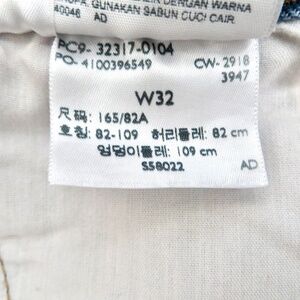 DENGAN WARNA
GUNAKAN SABUN CUCI CAIR
40046 AD
PC9- 32317-0104
PO- 4100396549 CW- 2918
3947
W32
尺码: 165/82A
호칭: 82-109 허리둘레: 82 cm
엉덩이둘레: 109 cm
S58022 AD